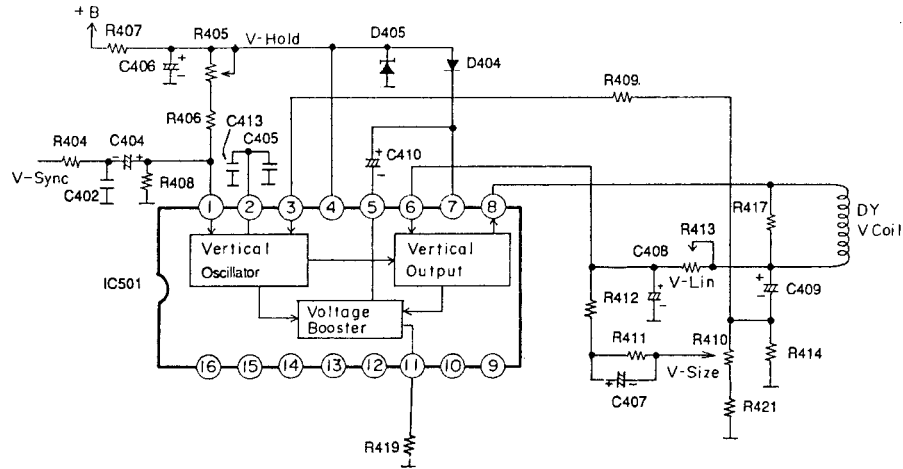 +B
R407
R405
V-Hold
D405
D404
C406
+
-
R409.
R406
C413
C405
R404
C404
-
+
+
C410
-
V-Sync
C402
R408
1
2
3
4
5
6
7
8
R417
DY
V Coil
R413
Vertical
Oscillator
Vertical
Output
C408
+
-
V-Lin
+
-
C409
IC501
Voltage
Booster
R412
R411
R410
R414
16
15
14
13
12
11
10
9
+
-
C407
V-Size
R421
R419